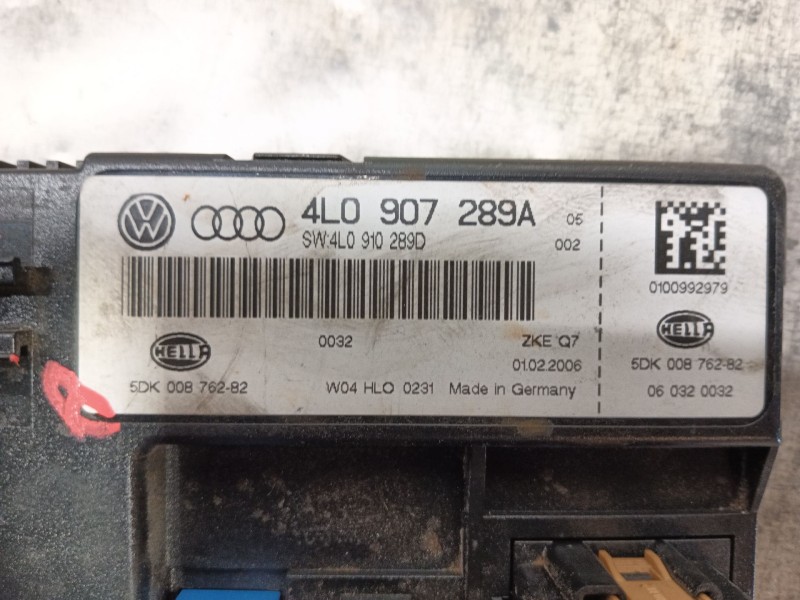 4L0 907 289A 05
SW:4L0 910 289D 002
0032 ZKE Q7
HELLA 01.02.2006
5DK 008 762-82 W04 HLO 0231 Made in Germany
0100992979
HELLA
5DK 008 762-82
06 032 0032